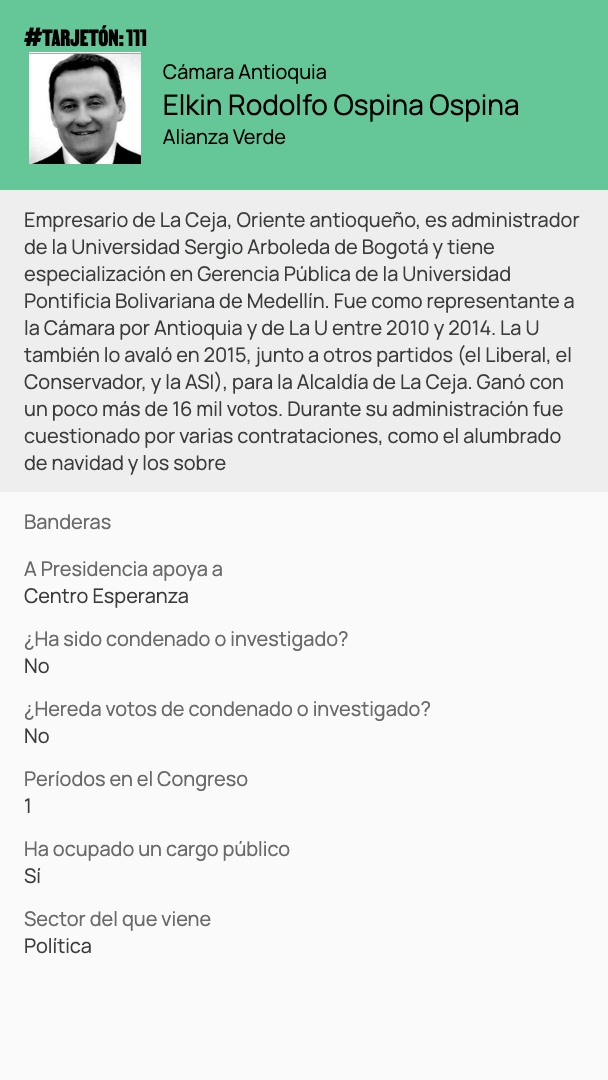 #TARJETÓN: 111
Cámara Antioquia
Elkin Rodolfo Ospina Ospina
Alianza Verde
Empresario de La Ceja, Oriente antioqueño, es administrador
de la Universidad Sergio Arboleda de Bogotá y tiene
especialización en Gerencia Pública de la Universidad
Pontificia Bolivariana de Medellín. Fue como representante a
la Cámara por Antioquia y de La U entre 2010 y 2014. La U
también lo avaló en 2015, junto a otros partidos (el Liberal, el
Conservador, y la ASI), para la Alcaldía de La Ceja. Ganó con
un poco más de 16 mil votos. Durante su administración fue
cuestionado por varias contrataciones, como el alumbrado
de navidad y los sobre
Banderas
A Presidencia apoya a
Centro Esperanza
¿Ha sido condenado o investigado?
No
¿Hereda votos de condenado o investigado?
No
Períodos en el Congreso
1
Ha ocupado un cargo público
Sí
Sector del que viene
Política